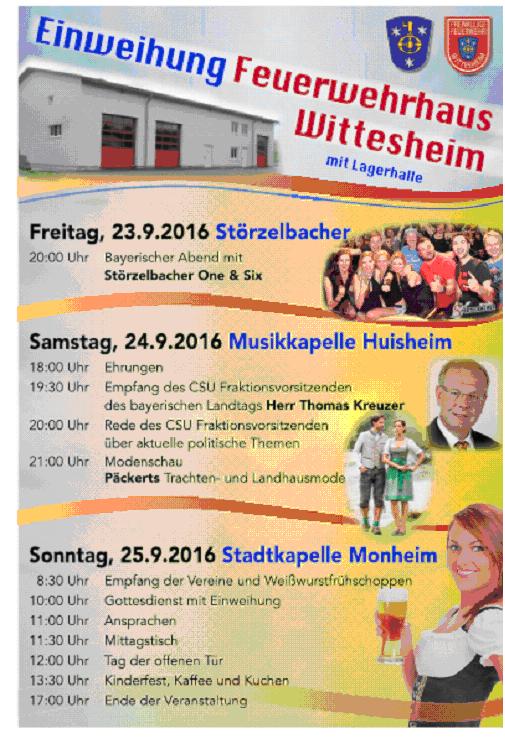 Einweihung Feuerwehrhaus
Wittesheim
mit Lagerhalle
FREIWILLIGE
FEUERWEHR
WITTESHEIM
Freitag, 23.9.2016 Störzelbacher
20:00 Uhr Bayerischer Abend mit
Störzelbacher One & Six
Samstag, 24.9.2016 Musikkapelle Huisheim
18:00 Uhr Ehrungen
19:30 Uhr Empfang des CSU Fraktionsvorsitzenden
des bayerischen Landtags Herr Thomas Kreuzer
20:00 Uhr Rede des CSU Fraktionsvorsitzenden
über aktuelle politische Themen
21:00 Uhr Modenschau
Päckerts Trachten- und Landhausmode
Sonntag, 25.9.2016 Stadtkapelle Monheim
8:30 Uhr Empfang der Vereine und Weißwurstfrühschoppen
10:00 Uhr Gottesdienst mit Einweihung
11:00 Uhr Ansprachen
11:30 Uhr Mittagstisch
12:00 Uhr Tag der offenen Tür
13:30 Uhr Kinderfest, Kaffee und Kuchen
17:00 Uhr Ende der Veranstaltung